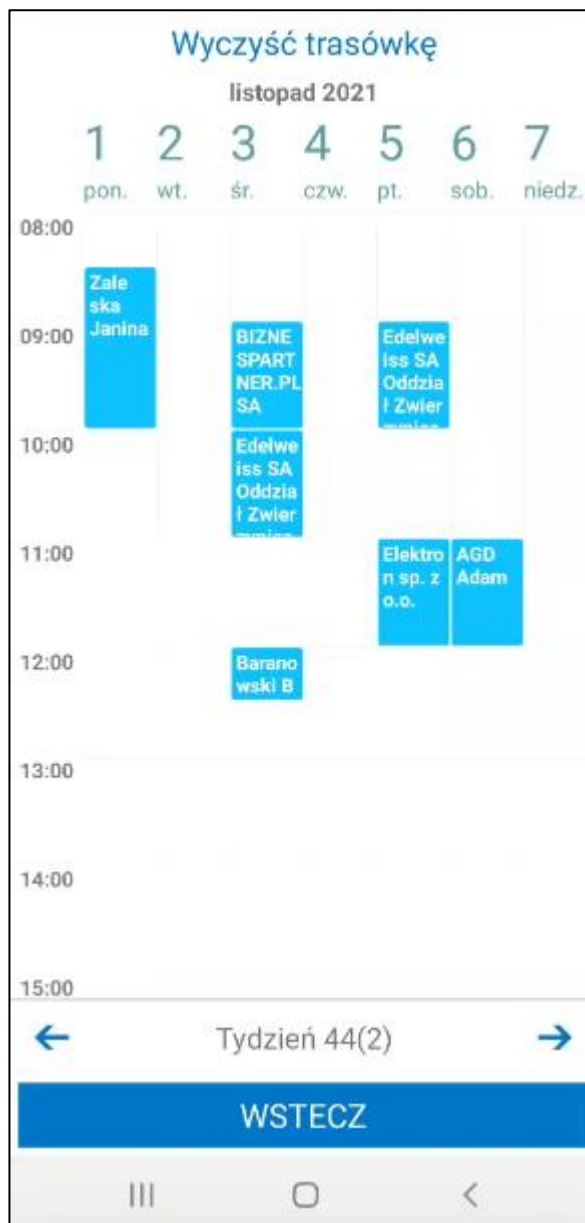 Wyczyść trasówkę
listopad 2021
1 2 3 4 5 6 7
pon. wt. śr. czw. pt. sob. niedz.
08:00
Zale
ska
Janina
09:00
BIZNE
SPART
NER.PL
SA
Edelwe
iss SA
Oddzia
ł Zwier
10:00
Edelwe
iss SA
Oddzia
ł Zwier
11:00
Elektro
n sp. z
o.o.
AGD
Adam
12:00
Barano
wski B
13:00
14:00
15:00
Tydzień 44(2)
WSTECZ